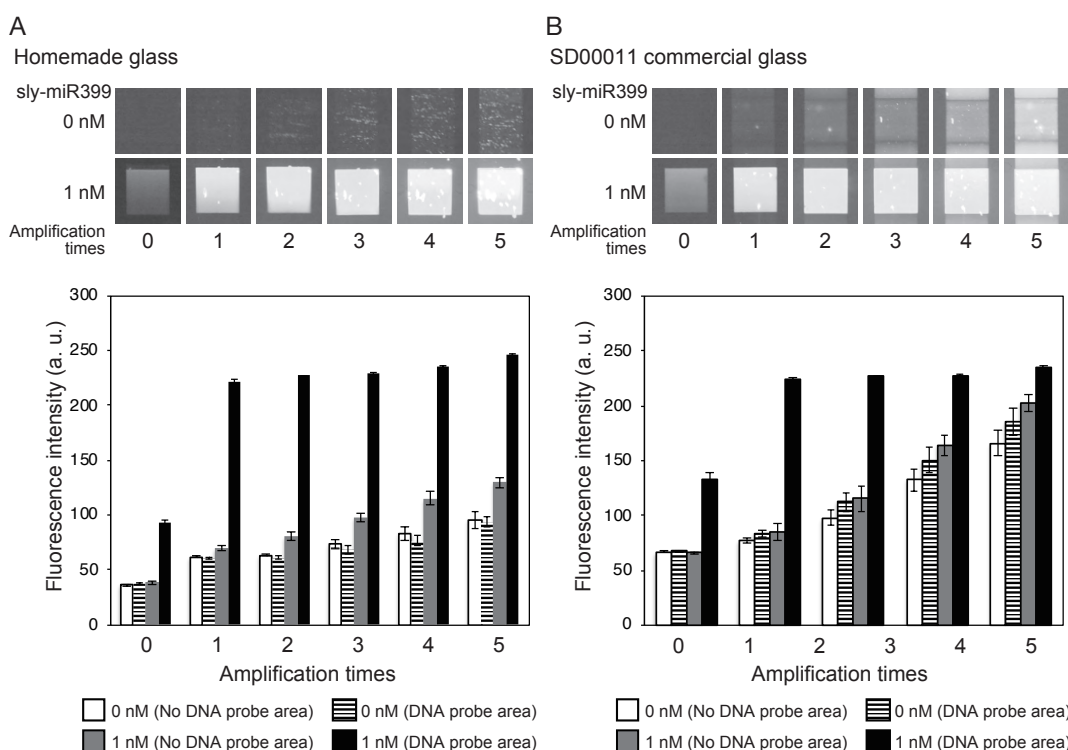 A
Homemade glass
sly-miR399
0 nM
1 nM
Amplification
times
0 1 2 3 4 5
300
250
200
150
100
50
0
Fluorescence intensity (a. u.)
0 1 2 3 4 5
Amplification times
0 nM (No DNA probe area) 0 nM (DNA probe area)
1 nM (No DNA probe area) 1 nM (DNA probe area)
B
SD00011 commercial glass
sly-miR399
0 nM
1 nM
Amplification
times
0 1 2 3 4 5
300
250
200
150
100
50
0
Fluorescence intensity (a. u.)
0 1 2 3 4 5
Amplification times
0 nM (No DNA probe area) 0 nM (DNA probe area)
1 nM (No DNA probe area) 1 nM (DNA probe area)